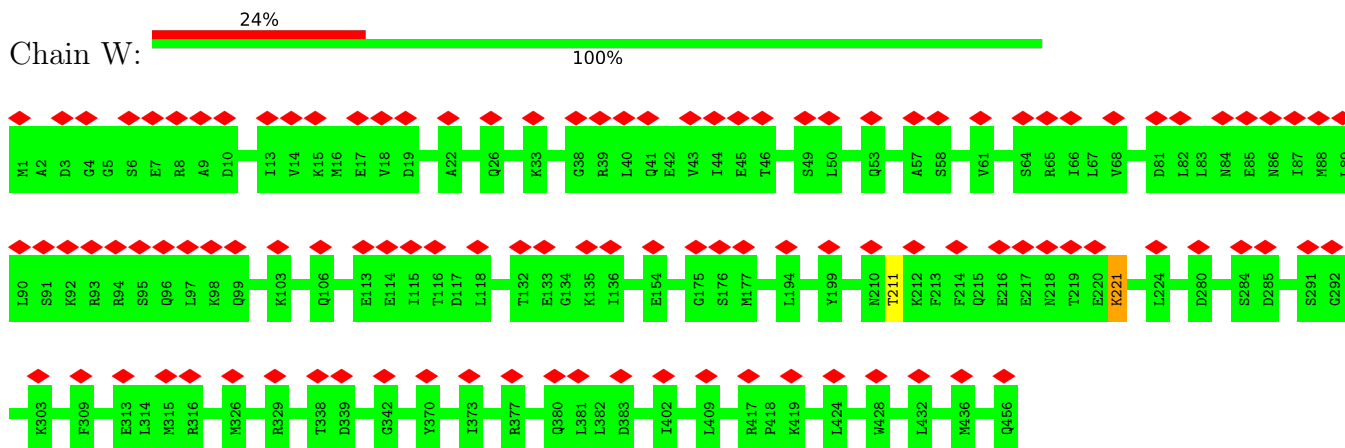 24%
Chain W:
100%
M1 A2 D3 G4 G5 S6 E7 R8 A9 D10 I13 V14 K15 M16 E17 V18 D19 A22 Q26 K33 G38 R39 L40 Q41 E42 V43 I44 E45 T46 S49 L50 Q53 A57 S58 V61 S64 R65 I66 L67 V68 D81 L82 L83 N84 E85 N86 I87 M88 L89
L90 S91 K92 R93 R94 S95 Q96 L97 K98 Q99 K103 Q106 E113 E114 I115 T116 D117 L118 T132 E133 G134 K135 I136 E154 G175 S176 M177 L194 Y199 N210 T211 K212 F213 F214 Q215 E216 E217 N218 T219 E220 K221 L224 D280 S284 D285 S291 G292
K303 F309 E313 L314 M315 R316 M326 R329 T338 D339 G342 Y370 I373 R377 Q380 L381 L382 D383 I402 L409 R417 P418 K419 L424 W428 L432 M436 Q456